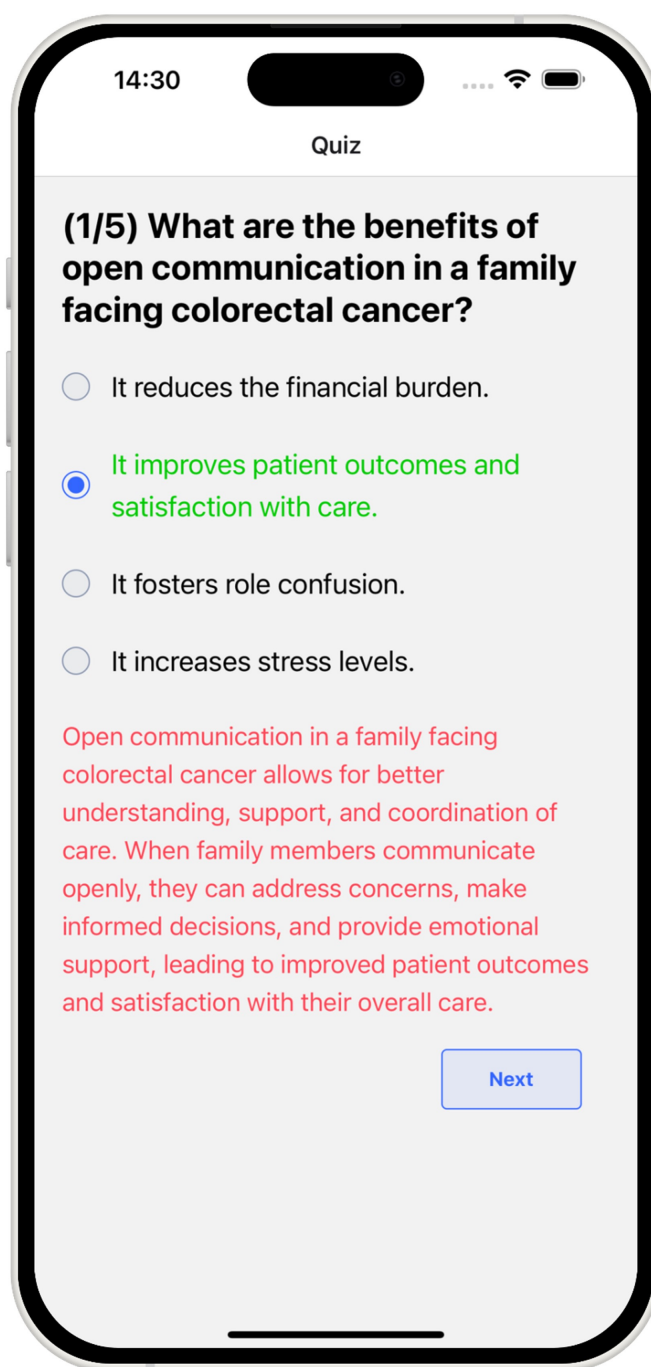 14:30
Quiz
(1/5) What are the benefits of
open communication in a family
facing colorectal cancer?
It reduces the financial burden.
It improves patient outcomes and
satisfaction with care.
It fosters role confusion.
It increases stress levels.
Open communication in a family facing
colorectal cancer allows for better
understanding, support, and coordination of
care. When family members communicate
openly, they can address concerns, make
informed decisions, and provide emotional
support, leading to improved patient outcomes
and satisfaction with their overall care.
Next